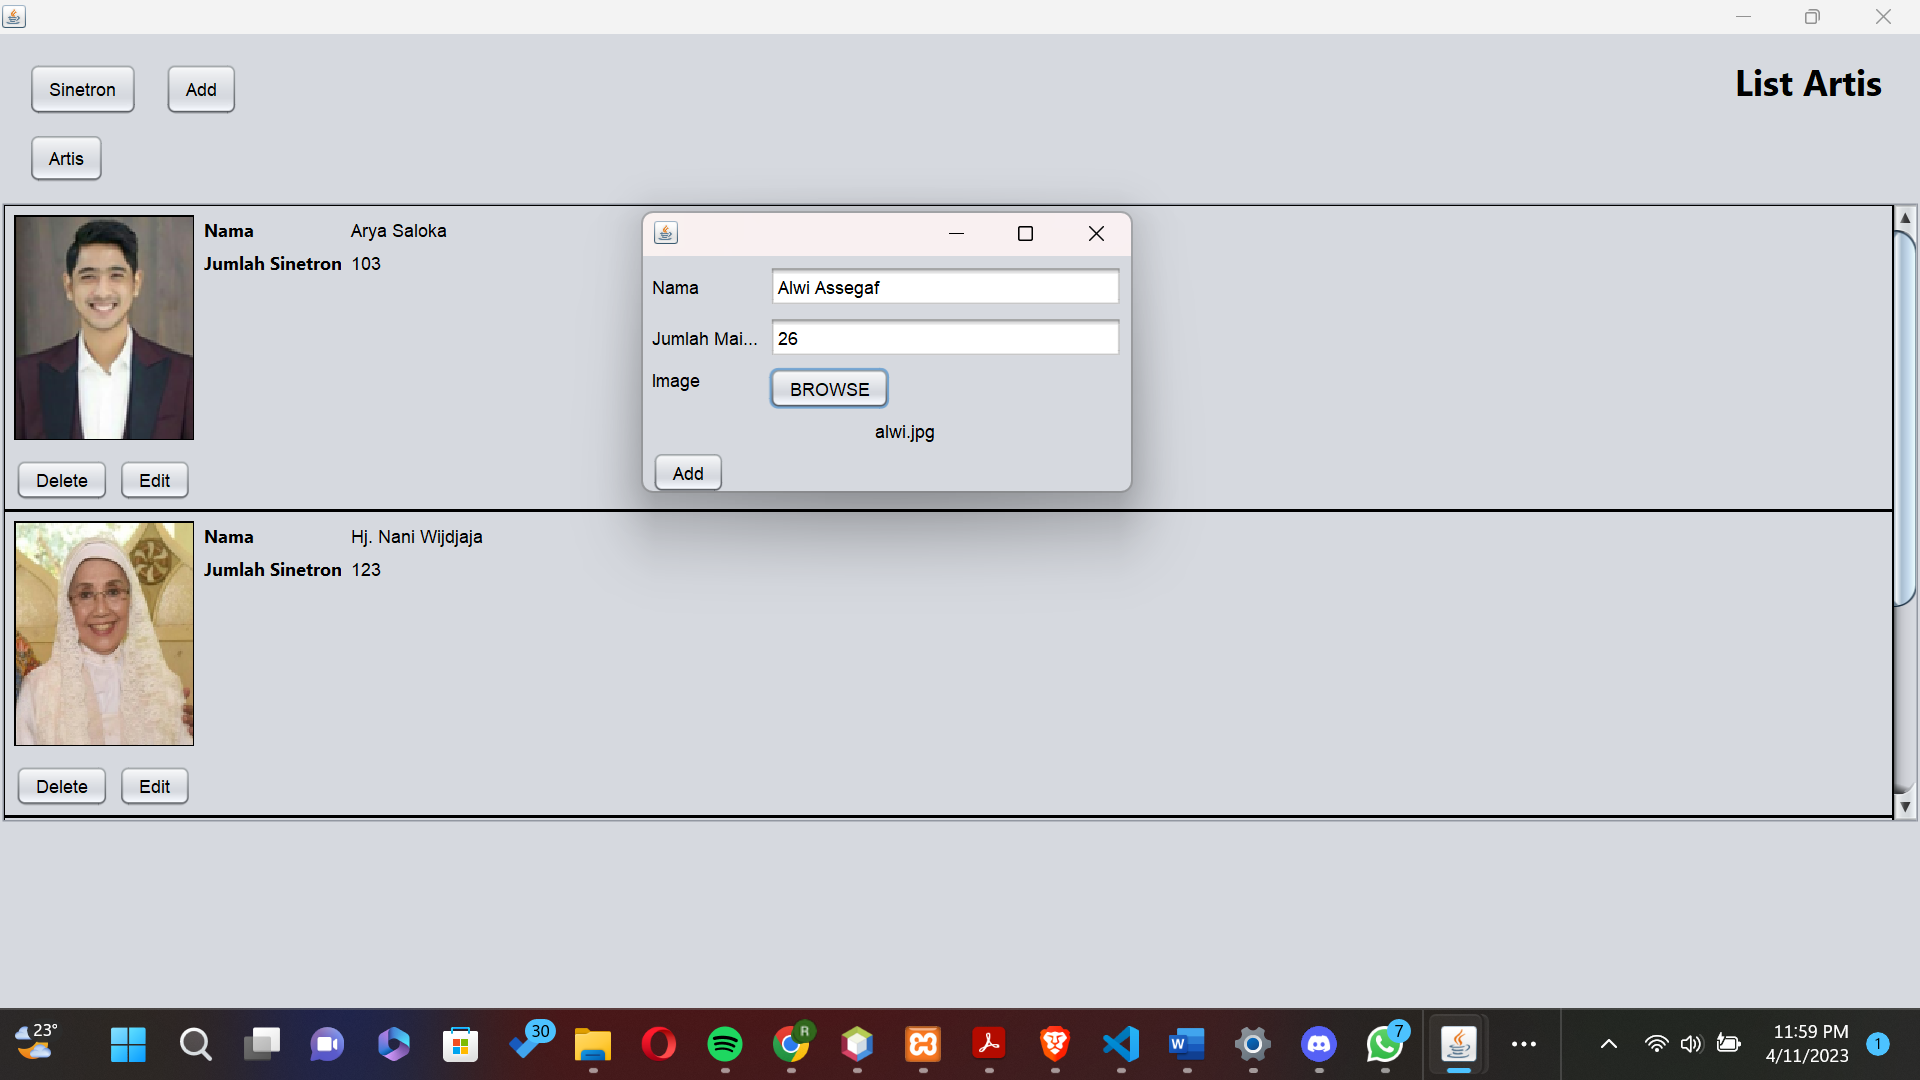 Sinetron
Add
List Artis
Artis
Nama Arya Saloka
Jumlah Sinetron 103
Delete
Edit
Nama Alwi Assegaf
Jumlah Mai... 26
Image BROWSE
alwi.jpg
Add
Nama Hj. Nani Wijdjaja
Jumlah Sinetron 123
Delete
Edit
23°
30
R
7
11:59 PM
4/11/2023
1